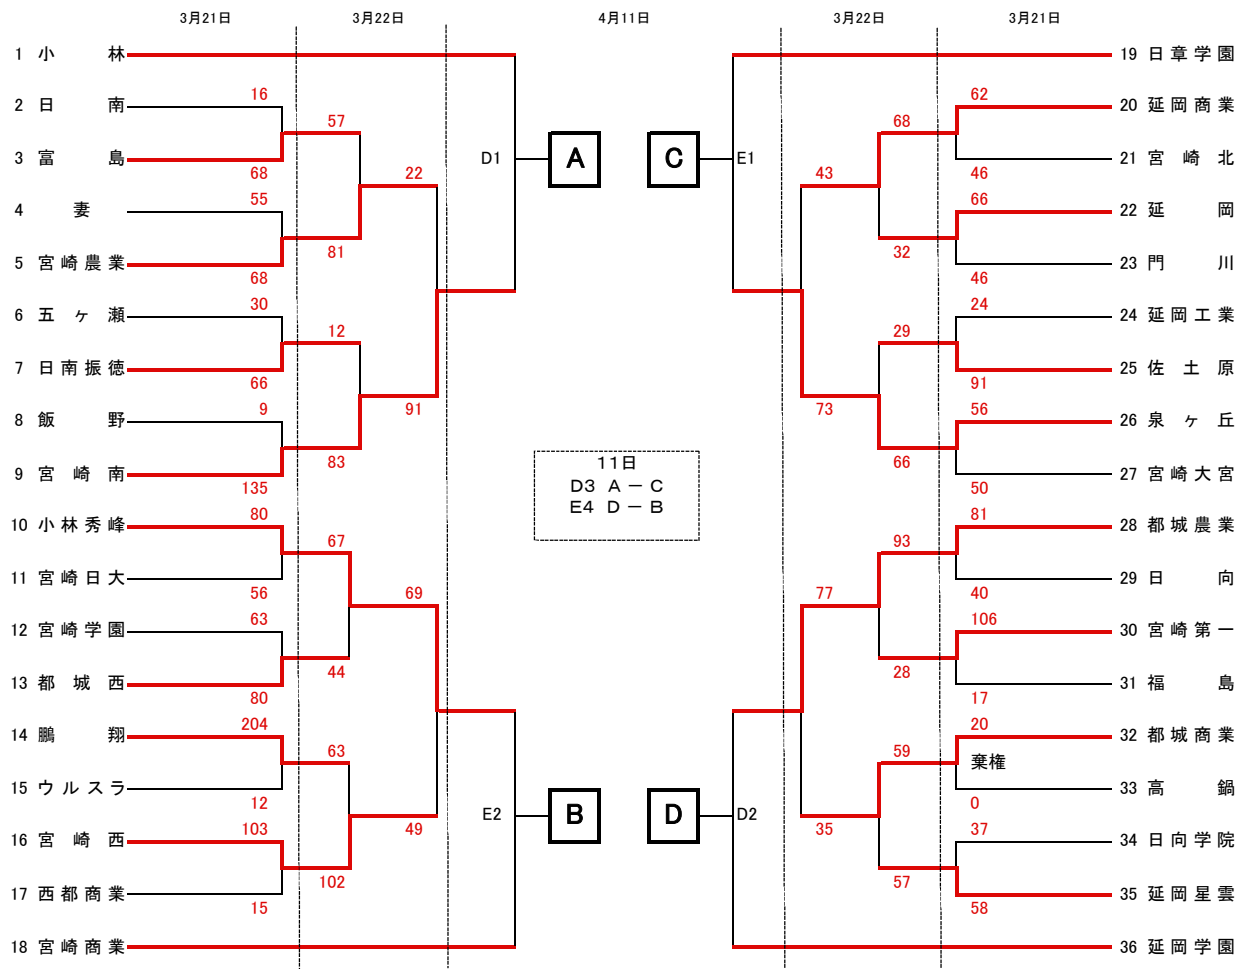 3月21日 3月22日 4月11日 3月22日 3月21日
1 小林
2 日南
3 富島
4 妻
5 宮崎農業
6 五ヶ瀬
7 日南振徳
8 飯野
9 宮崎南
10 小林秀峰
11 宮崎日大
12 宮崎学園
13 都城西
14 鵬翔
15 ウルスラ
16 宮崎西
17 西都商業
18 宮崎商業
16
68
55
68
30
66
9
135
80
56
63
80
204
12
103
15
57
81
12
83
67
44
63
102
22
91
69
49
D1
A
E2
B
11日
D3 A － C
E4 D － B
C
E1
D
D2
43
73
77
35
68
32
29
66
93
28
59
57
62
46
66
46
24
91
56
50
81
40
106
17
20
棄権
0
37
58
19 日章学園
20 延岡商業
21 宮崎北
22 延岡
23 門川
24 延岡工業
25 佐土原
26 泉ヶ丘
27 宮崎大宮
28 都城農業
29 日向
30 宮崎第一
31 福島
32 都城商業
33 高鍋
34 日向学院
35 延岡星雲
36 延岡学園